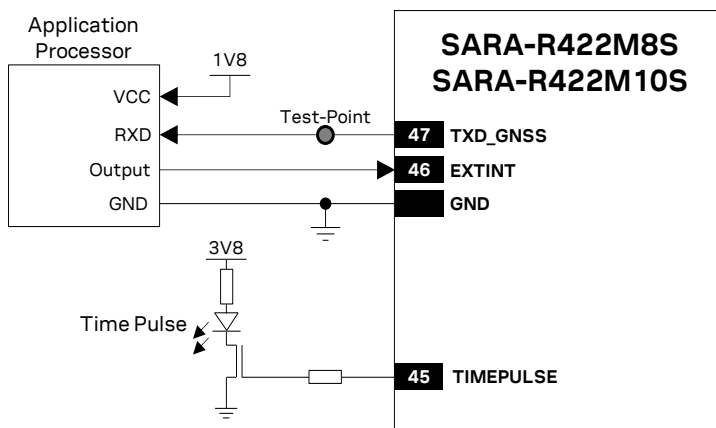 Application
Processor
SARA-R422M8S
SARA-R422M10S
1V8
VCC
Test-Point
RXD
47 TXD_GNSS
Output
46 EXTINT
GND
GND
3V8
Time Pulse
45 TIMEPULSE